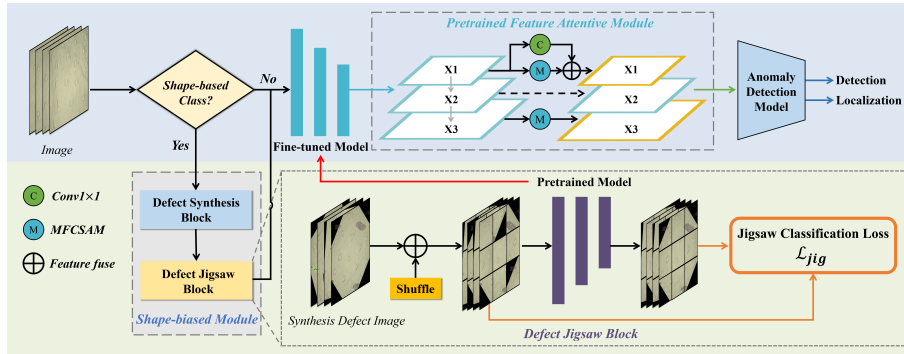 Pretrained Feature Attentive Module
Image
Shape-based
Class?
No
Yes
Fine-tuned Model
X1
X2
X3
C
M
M
X1
X2
X3
Anomaly
Detection
Model
Detection
Localization
C Conv1×1
M MFCSAM
Feature fuse
Defect Synthesis
Block
Defect Jigsaw
Block
Shape-biased Module
Pretrained Model
Shuffle
Synthesis Defect Image
Jigsaw Classification Loss
ℒjig
Defect Jigsaw Block